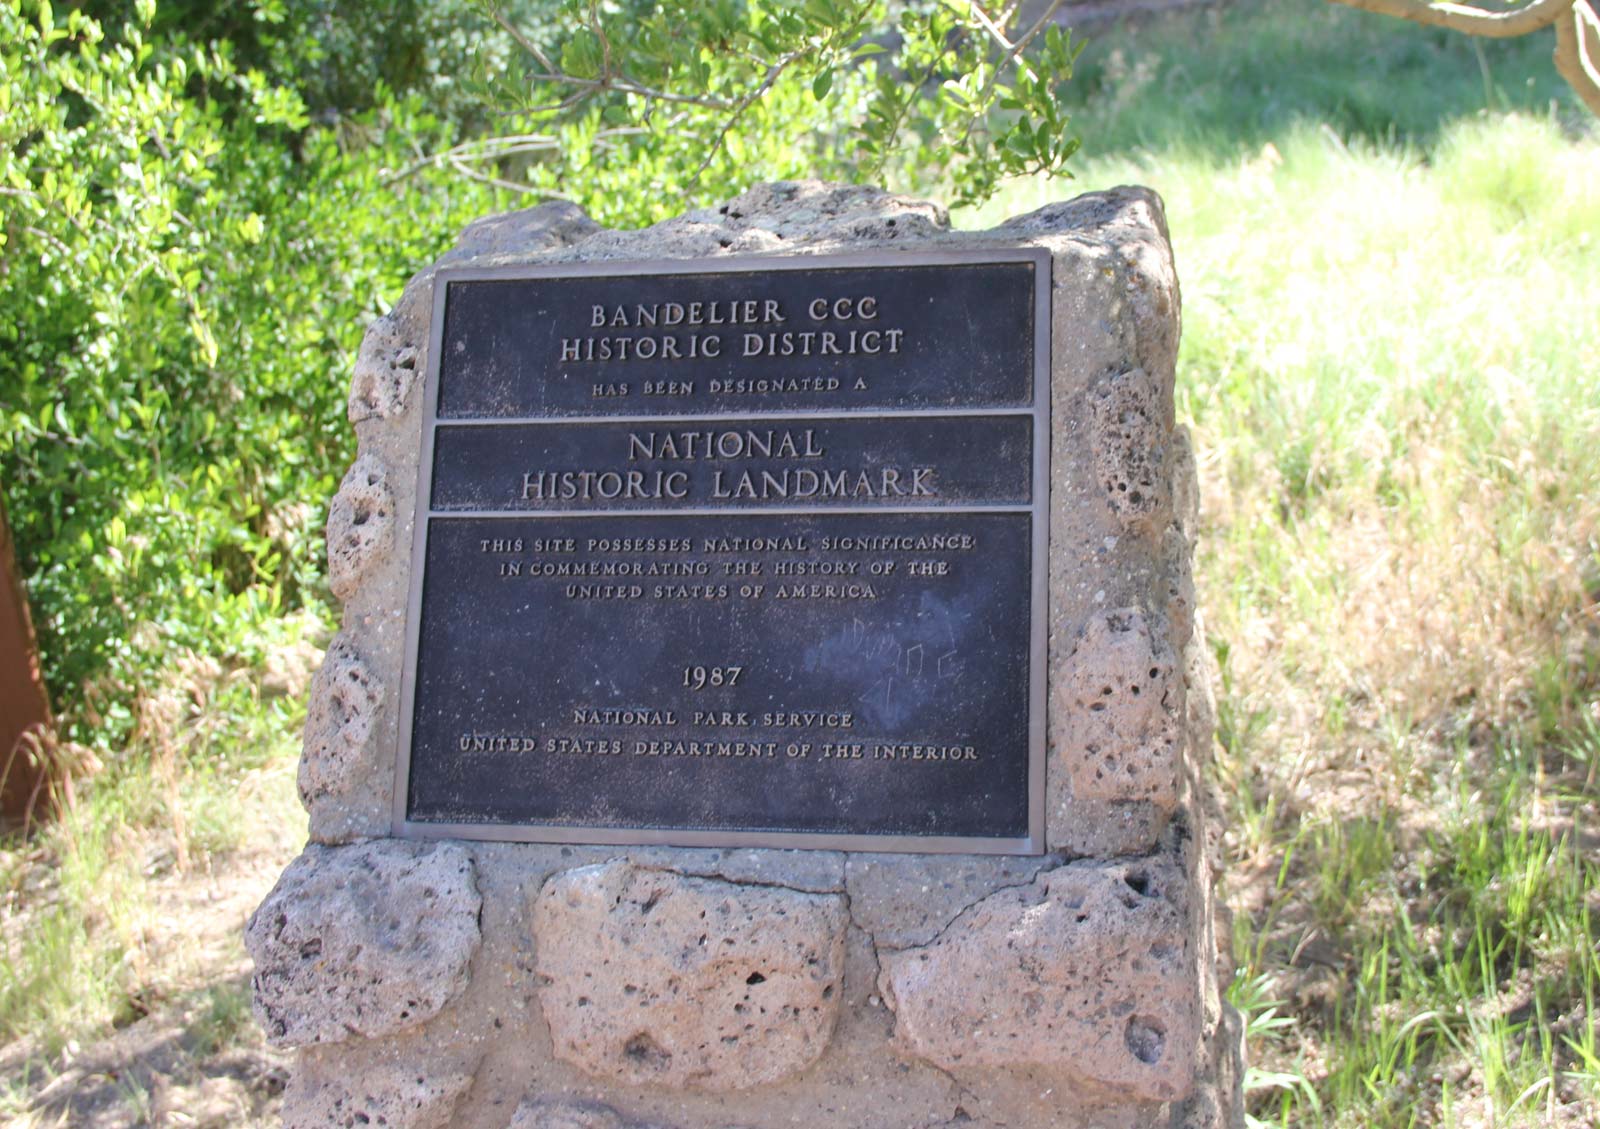 BANDELIER CCC
HISTORIC DISTRICT
HAS BEEN DESIGNATED A
NATIONAL
HISTORIC LANDMARK
THIS SITE POSSESSES NATIONAL SIGNIFICANCE
IN COMMEMORATING THE HISTORY OF THE
UNITED STATES OF AMERICA
1987
NATIONAL PARK SERVICE
UNITED STATES DEPARTMENT OF THE INTERIOR